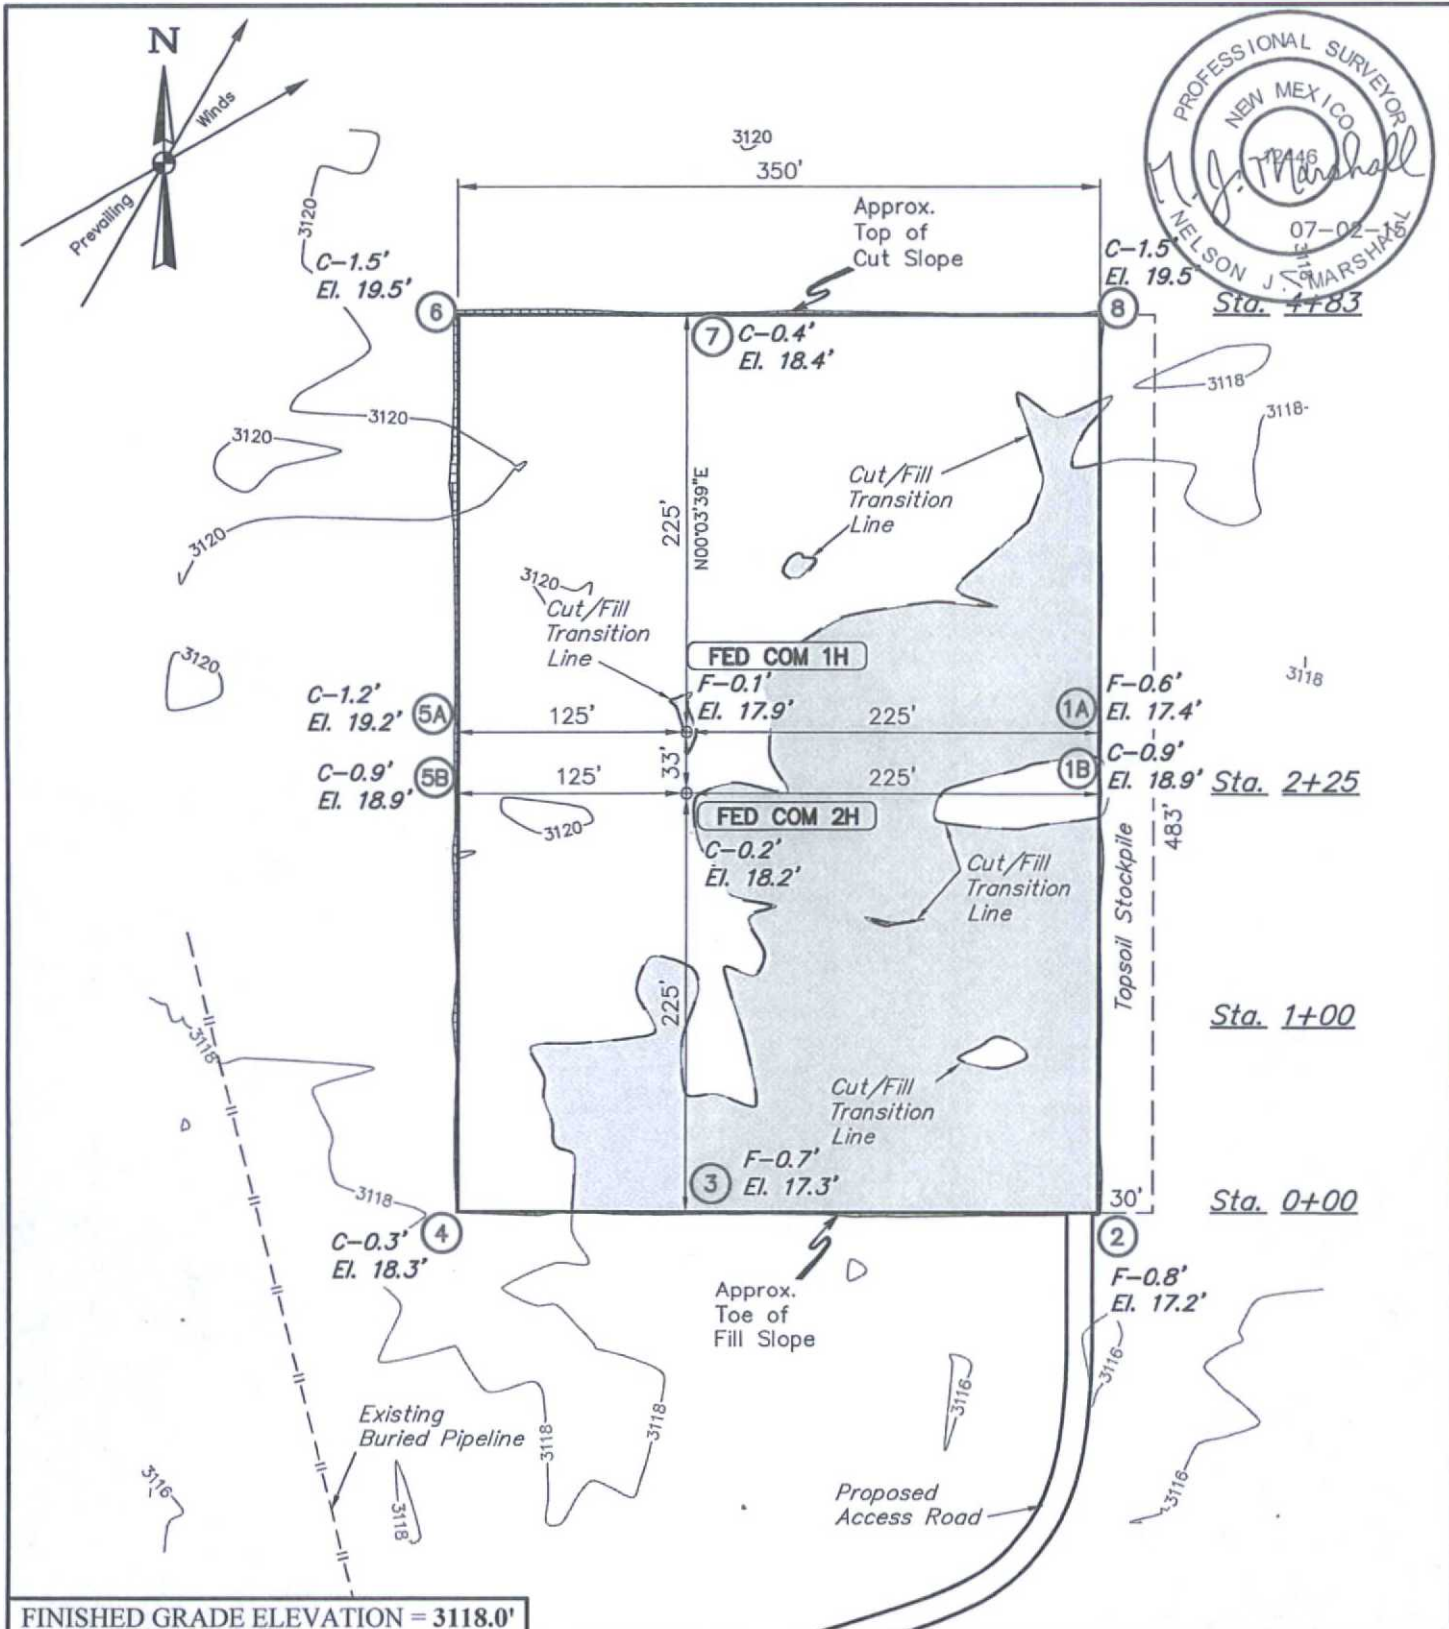 N
Winds
Prevailing
PROFESSIONAL SURVEYOR
NEW MEXICO
12446
N. J. Marshall
07-02-15
NELSON J. MARSHALL
3118
3120
350'
Approx.
Top of
Cut Slope
3120
C-1.5'
El. 19.5'
6
C-1.5'
El. 19.5'
8
Sta. 4+83
7
C-0.4'
El. 18.4'
3118
3118
3120
3120
3120
Cut/Fill
Transition
Line
225'
N00°03'39"E
3120
Cut/Fill
Transition
Line
3120
3118
FED COM 1H
F-0.1'
El. 17.9'
C-1.2'
El. 19.2'
5A
125'
225'
1A
F-0.6'
El. 17.4'
33'
C-0.9'
El. 18.9'
5B
125'
225'
1B
C-0.9'
El. 18.9'
Sta. 2+25
FED COM 2H
C-0.2'
El. 18.2'
3120
483'
Cut/Fill
Transition
Line
Topsoil Stockpile
225'
Sta. 1+00
3118
Cut/Fill
Transition
Line
3
F-0.7'
El. 17.3'
30'
Sta. 0+00
3118
4
C-0.3'
El. 18.3'
2
F-0.8'
El. 17.2'
Approx.
Toe of
Fill Slope
3116
3116
Existing
Buried Pipeline
3118
3118
3116
3118
3116
Proposed
Access Road
FINISHED GRADE ELEVATION = 3118.0'